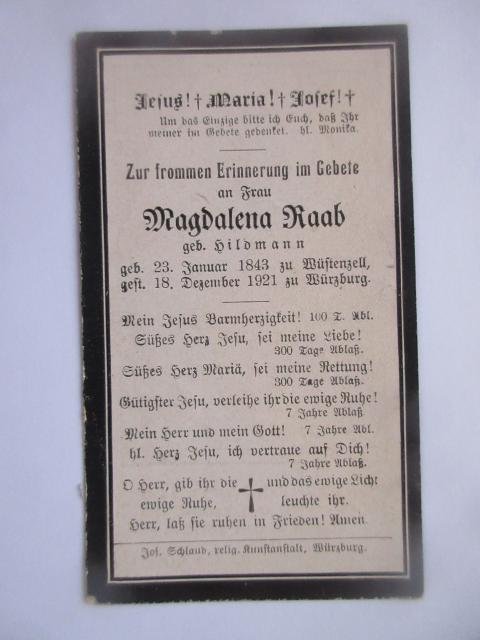 Jesus! † Maria! † Josef! †
Um das Einzige bitte ich Euch, daß Ihr
meiner im Gebete gedenket. hl. Monika.
Zur frommen Erinnerung im Gebete
an Frau
Magdalena Raab
geb. Hildmann
geb. 23. Januar 1843 zu Wüstenzell,
gest. 18. Dezember 1921 zu Würzburg.
Mein Jesus Barmherzigkeit! 100 T. Abl.
Süßes Herz Jesu, sei meine Liebe!
300 Tage Ablaß.
Süßes Herz Mariä, sei meine Rettung!
300 Tage Ablaß.
Gütigster Jesu, verleihe ihr die ewige Ruhe!
7 Jahre Ablaß.
Mein Herr und mein Gott! 7 Jahre Abl.
hl. Herz Jesu, ich vertraue auf Dich!
7 Jahre Ablaß.
O Herr, gib ihr die und das ewige Licht
ewige Ruhe, leuchte ihr.
Herr, laß sie ruhen in Frieden! Amen.
Jos. Schlaud, relig. Kunstanstalt, Würzburg.